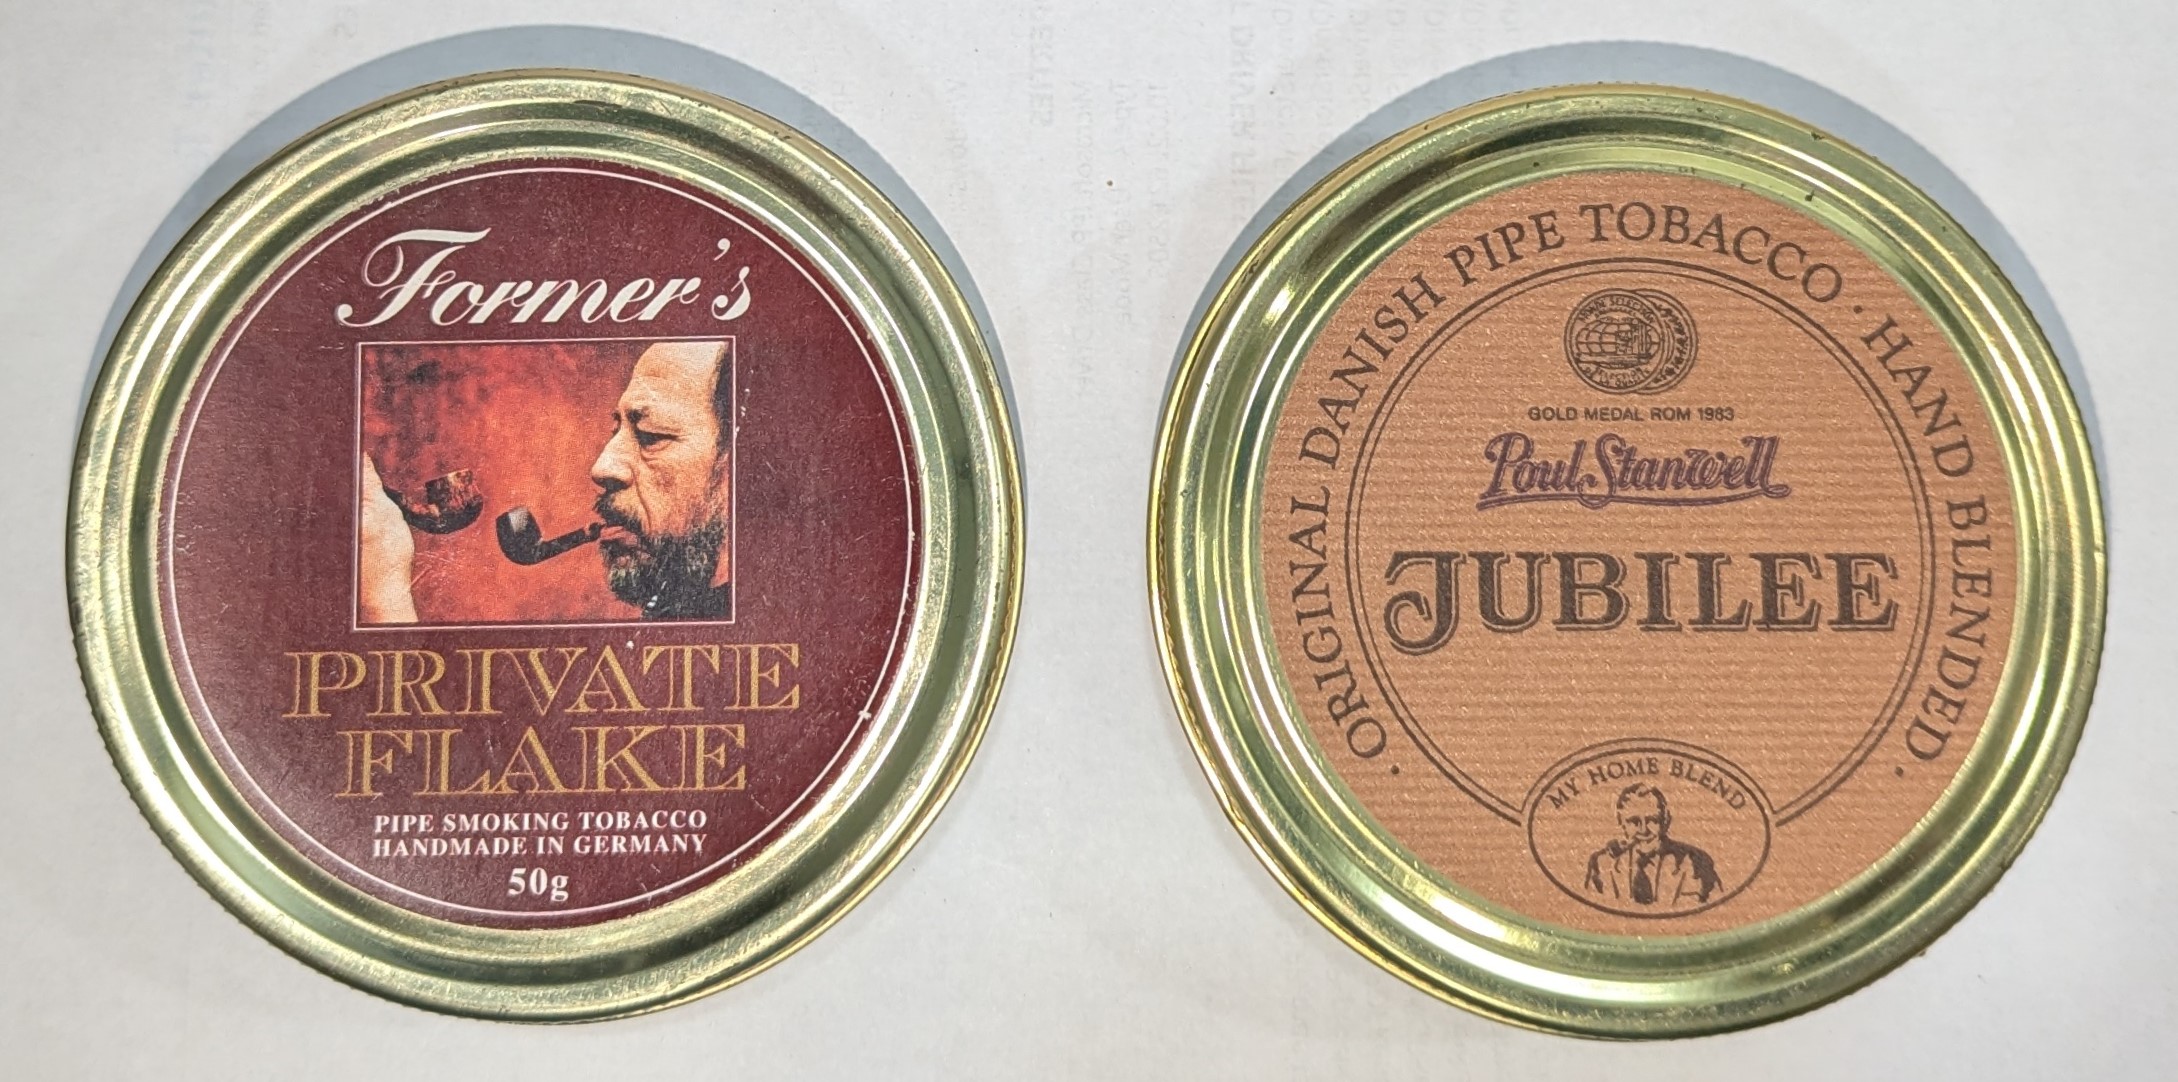 Former's
PRIVATE
FLAKE
PIPE SMOKING TOBACCO
HANDMADE IN GERMANY
50g
· ORIGINAL DANISH PIPE TOBACCO · HAND BLENDED ·
GOLD MEDAL ROM 1983
Poul Stanwell
JUBILEE
MY HOME BLEND